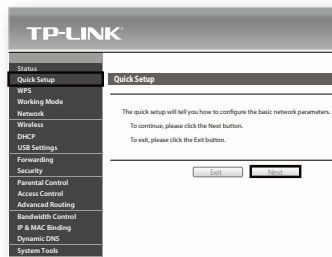 TP-LINK
Status
Quick Setup
WPS
Working Mode
Network
Wireless
DHCP
USB Settings
Forwarding
Security
Parental Control
Access Control
Advanced Routing
Bandwidth Control
IP & MAC Binding
Dynamic DNS
System Tools
Quick Setup
The quick setup will tell you how to configure the basic network parameters.
To continue, please click the Next button.
To exit, please click the Exit button.
Exit
Next